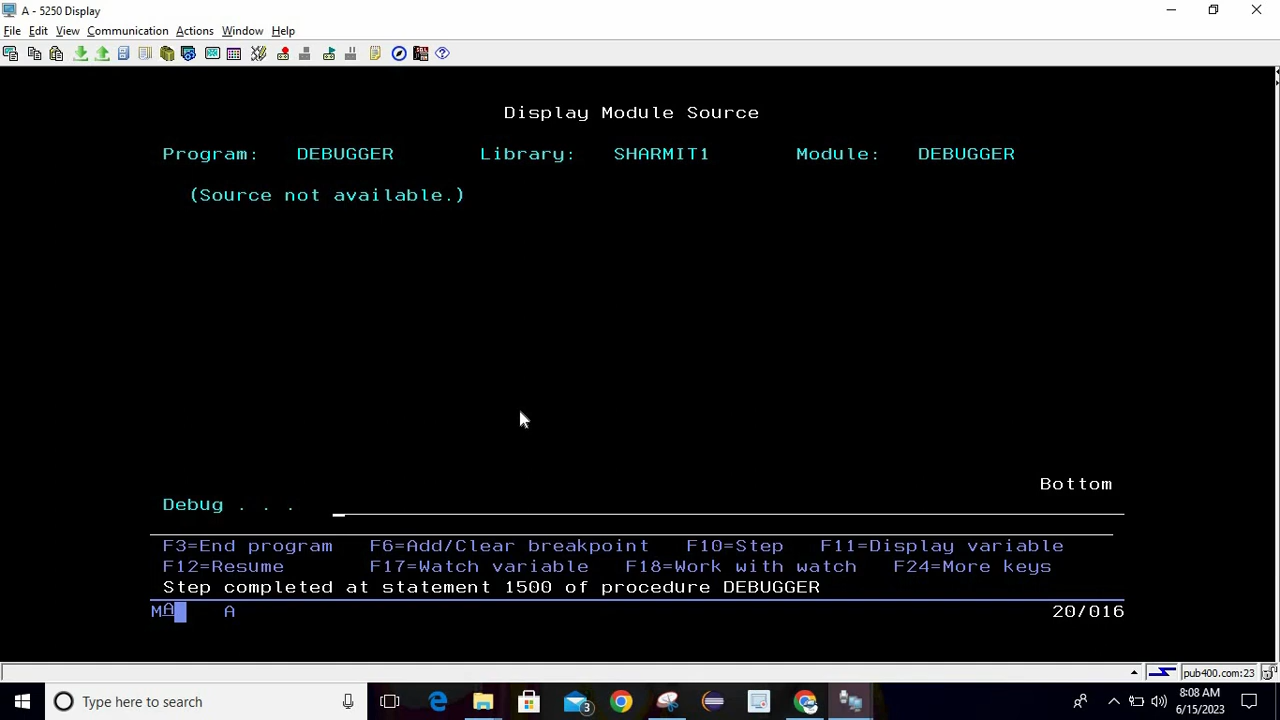 A - 5250 Display
File Edit View Communication Actions Window Help
Display Module Source
Program: DEBUGGER Library: SHARMIT1 Module: DEBUGGER
(Source not available.)
Bottom
Debug . . .
F3=End program F6=Add/Clear breakpoint F10=Step F11=Display variable
F12=Resume F17=Watch variable F18=Work with watch F24=More keys
Step completed at statement 1500 of procedure DEBUGGER
MA A 20/016
pub400.com:23
Type here to search
3
8:08 AM
6/15/2023